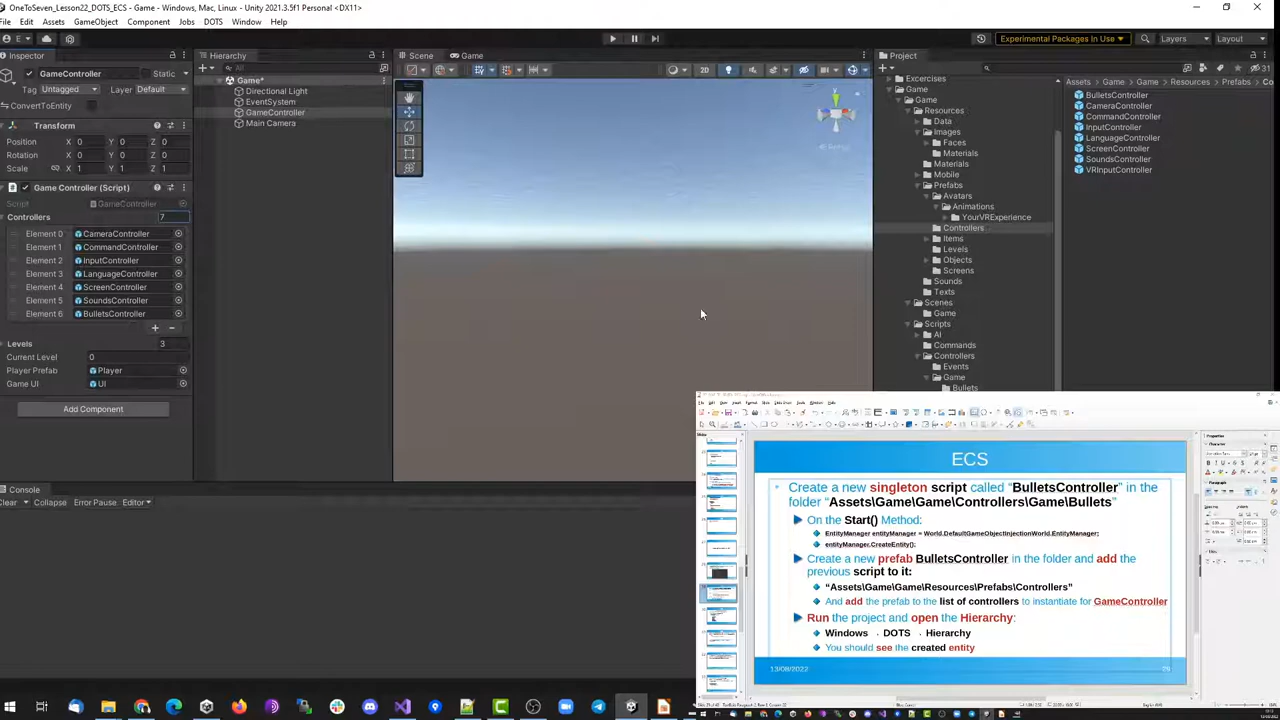 OneToSeven_Lesson22_DOTS_ECS - Game - Windows, Mac, Linux - Unity 2021.3.5f1 Personal <DX11>
Edit Assets GameObject Component Jobs DOTS Window Help
Experimental Packages In Use Layers Layout
Inspector
GameController Static
Tag Untagged Layer Default
ConvertToEntity
Transform
Position X 0 Y 0 Z 0
Rotation X 0 Y 0 Z 0
Scale X 1 Y 1 Z 1
Game Controller (Script)
Script GameController
Controllers 7
Element 0 CameraController
Element 1 CommandController
Element 2 InputController
Element 3 LanguageController
Element 4 ScreenController
Element 5 SoundsController
Element 6 BulletsController
Levels 3
Current Level 0
Player Prefab Player
Game UI UI
Add Component
Hierarchy
All
Game*
Directional Light
EventSystem
GameController
Main Camera
Scene Game
2D
Project
31
Excercises
Game
Game
Resources
Data
Images
Faces
Materials
Materials
Mobile
Prefabs
Avatars
Animations
YourVRExperience
Controllers
Items
Levels
Objects
Screens
Sounds
Texts
Scenes
Game
Scripts
AI
Commands
Controllers
Events
Game
Bullets
Assets Game Game Resources Prefabs Co
BulletsController
CameraController
CommandController
InputController
LanguageController
ScreenController
SoundsController
VRInputController
Collapse Error Pause Editor
ECS
Create a new singleton script called "BulletsController" in the
folder "Assets\Game\Game\Controllers\Game\Bullets"
On the Start() Method:
EntityManager entityManager = World.DefaultGameObjectInjectionWorld.EntityManager;
entityManager.CreateEntity();
Create a new prefab BulletsController in the folder and add the
previous script to it:
"Assets\Game\Game\Resources\Prefabs\Controllers"
And add the prefab to the list of controllers to instantiate for GameController
Run the project and open the Hierarchy:
Windows → DOTS → Hierarchy
You should see the created entity
13/08/2022 29